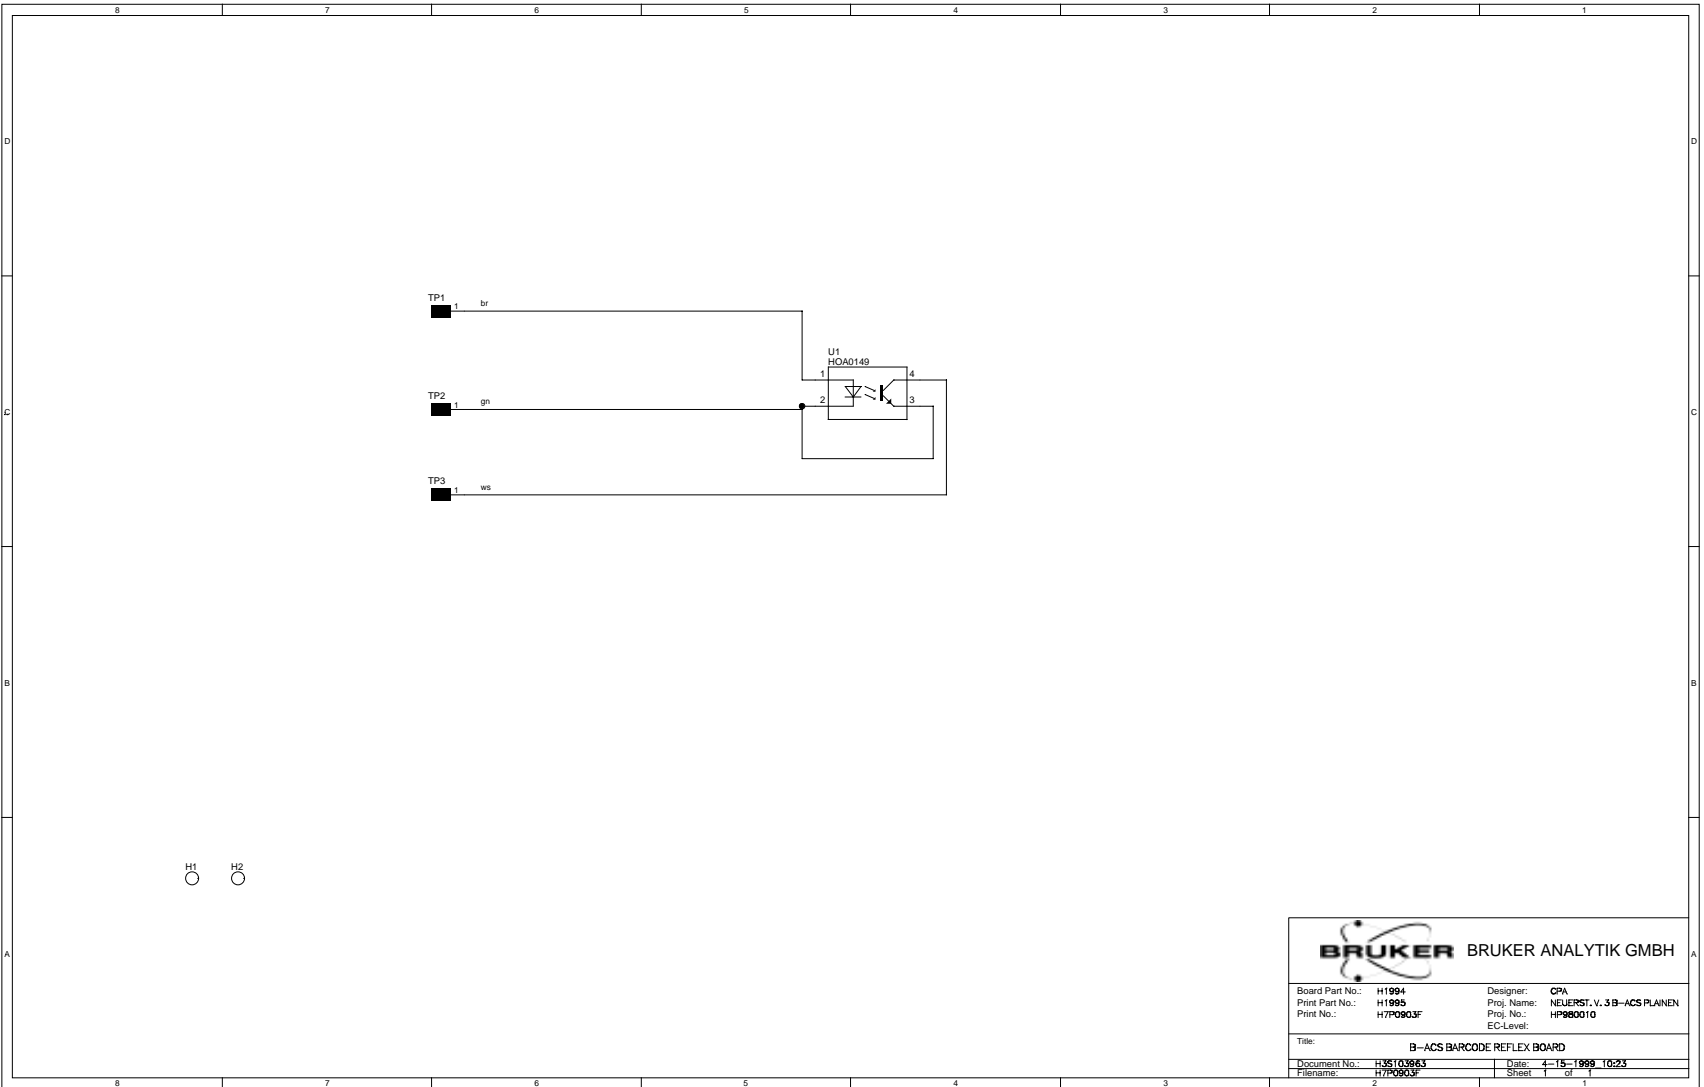 8 7 6 5 4 3 2 1
D D
TP1
1 br
U1
HOA0149
1 4
TP2
1 gn
2 3
C C
TP3
1 ws
B B
H1 H2
A A
BRUKER BRUKER ANALYTIK GMBH
Board Part No.: H1994 Designer: CPA
Print Part No.: H1995 Proj. Name: NEUERST. V. 3 B-ACS PLAINEN
Print No.: H7P0903F Proj. No.: HP980010
EC-Level:
Title: B-ACS BARCODE REFLEX BOARD
Document No.: H3S103963 Date: 4-15-1999_10:23
Filename: H7P0903F Sheet 1 of 1
8 7 6 5 4 3 2 1